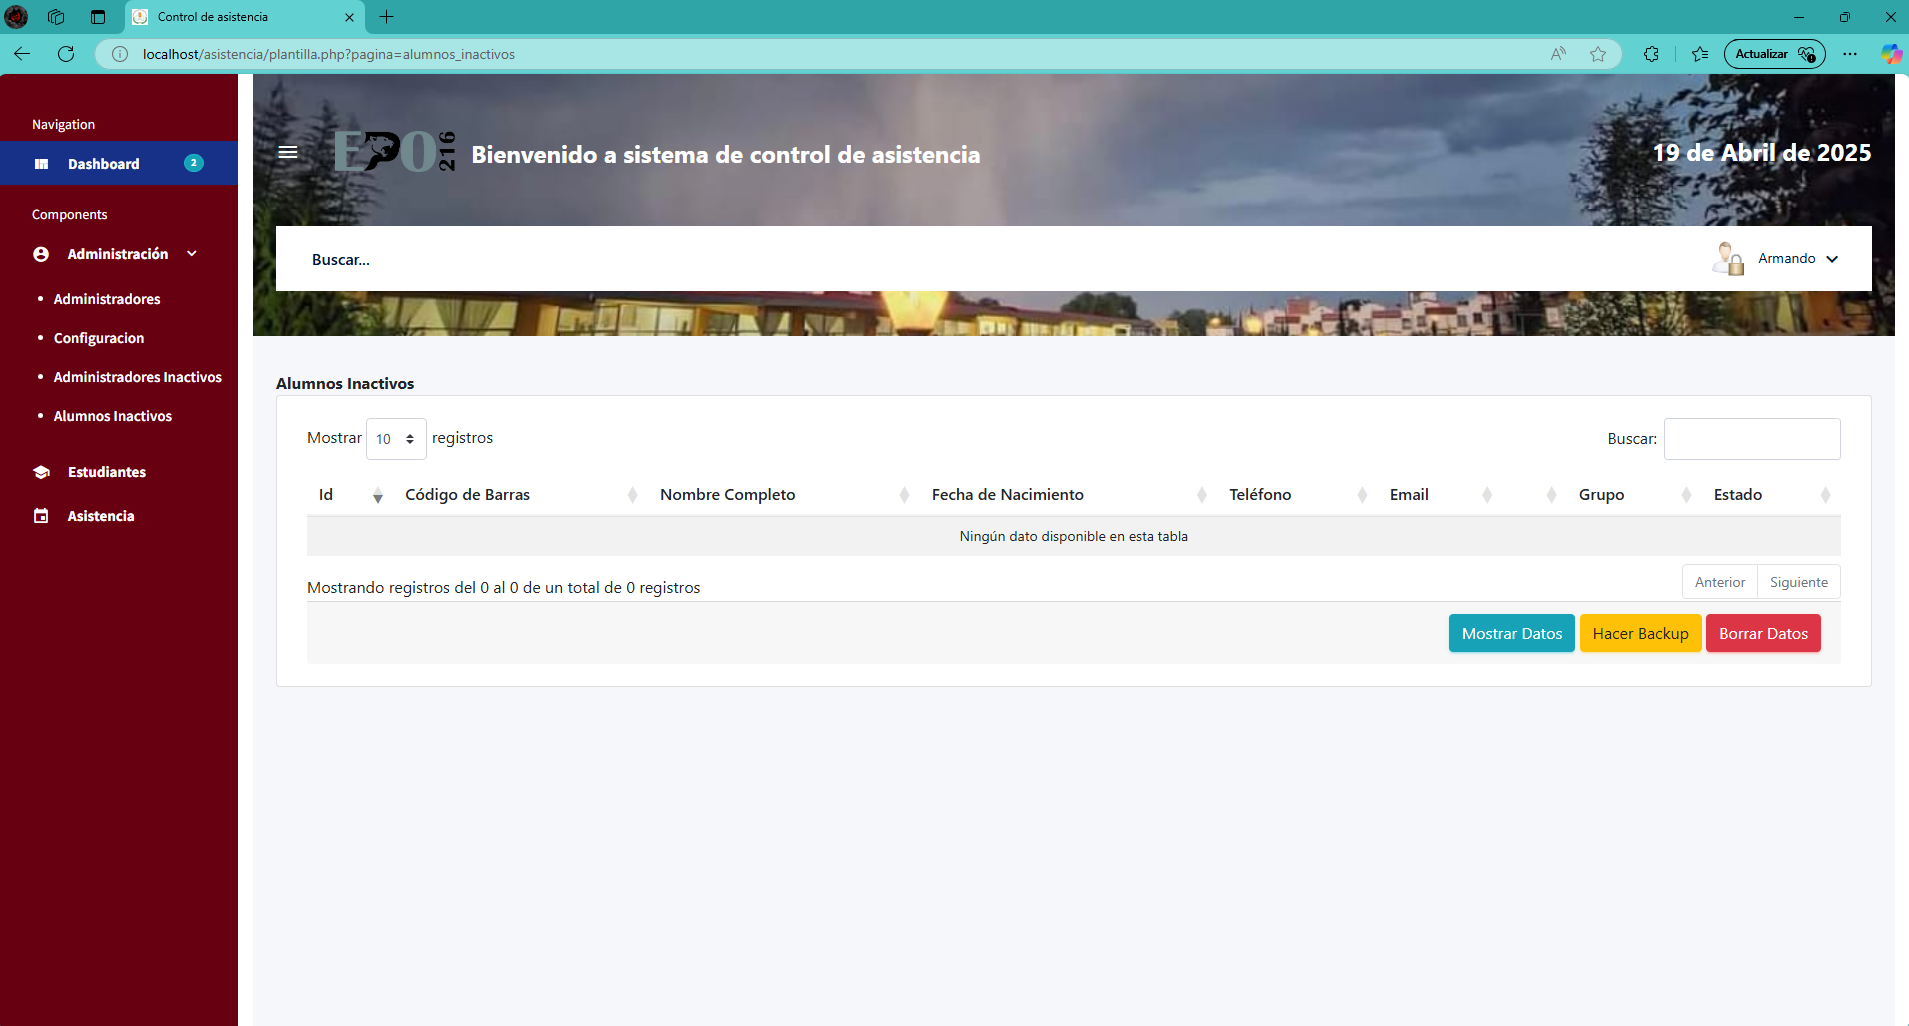 Control de asistencia
localhost/asistencia/plantilla.php?pagina=alumnos_inactivos
Actualizar
Navigation
Dashboard 2
Components
Administración
Administradores
Configuracion
Administradores Inactivos
Alumnos Inactivos
Estudiantes
Asistencia
EPO 216
Bienvenido a sistema de control de asistencia
19 de Abril de 2025
Buscar...
Armando
Alumnos Inactivos
Mostrar 10 registros
Buscar:
Id Código de Barras Nombre Completo Fecha de Nacimiento Teléfono Email Grupo Estado
Ningún dato disponible en esta tabla
Mostrando registros del 0 al 0 de un total de 0 registros
Anterior Siguiente
Mostrar Datos Hacer Backup Borrar Datos